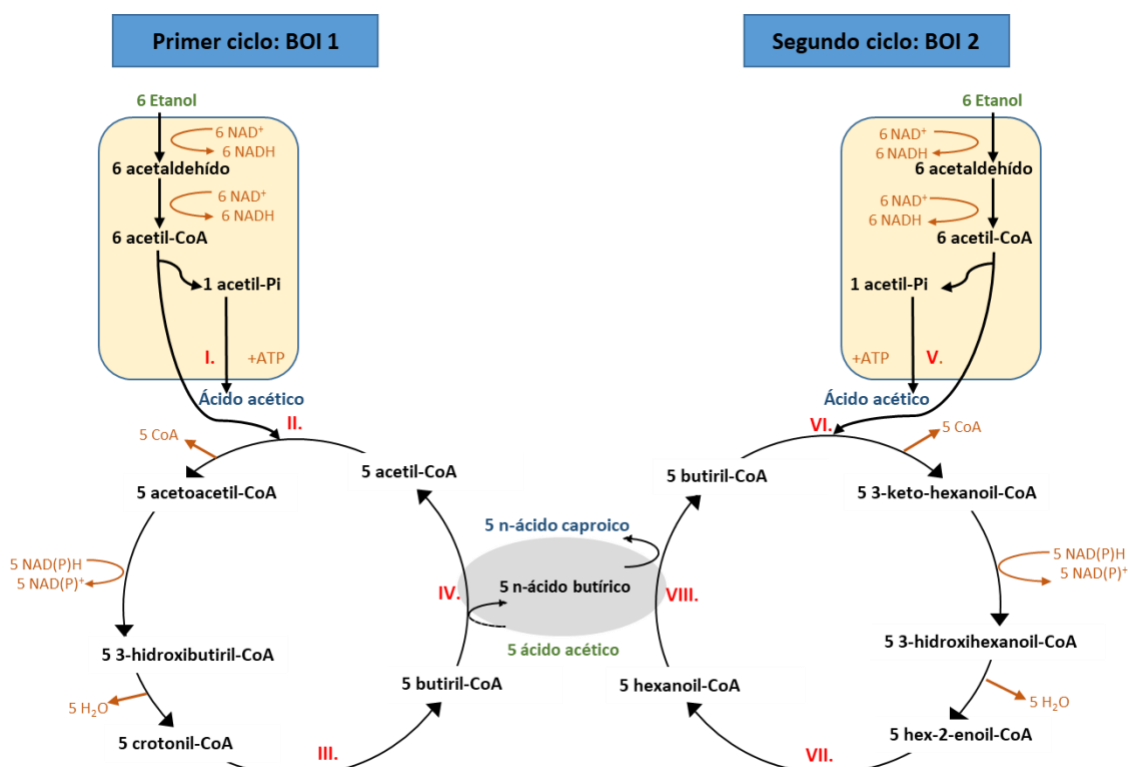 Primer ciclo: BOI 1
6 Etanol
6 NAD⁺
6 NADH
6 acetaldehído
6 NAD⁺
6 NADH
6 acetil-CoA
1 acetil-Pi
I.
+ATP
Ácido acético
II.
5 CoA
5 acetil-CoA
5 acetoacetil-CoA
5 NAD(P)H
5 NAD(P)⁺
IV.
5 3-hidroxibutiril-CoA
5 butiril-CoA
5 H₂O
5 crotonil-CoA
III.
5 n-ácido caproico
5 n-ácido butírico
5 ácido acético
Segundo ciclo: BOI 2
6 Etanol
6 NAD⁺
6 NADH
6 acetaldehído
6 NAD⁺
6 NADH
6 acetil-CoA
1 acetil-Pi
+ATP
V.
Ácido acético
VI.
5 CoA
5 butiril-CoA
5 3-keto-hexanoil-CoA
5 NAD(P)H
5 NAD(P)⁺
VIII.
5 3-hidroxihexanoil-CoA
5 hexanoil-CoA
5 H₂O
5 hex-2-enoil-CoA
VII.